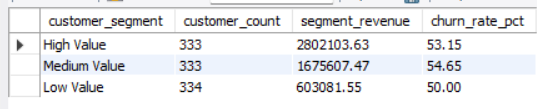 customer_segment customer_count segment_revenue churn_rate_pct
High Value 333 2802103.63 53.15
Medium Value 333 1675607.47 54.65
Low Value 334 603081.55 50.00